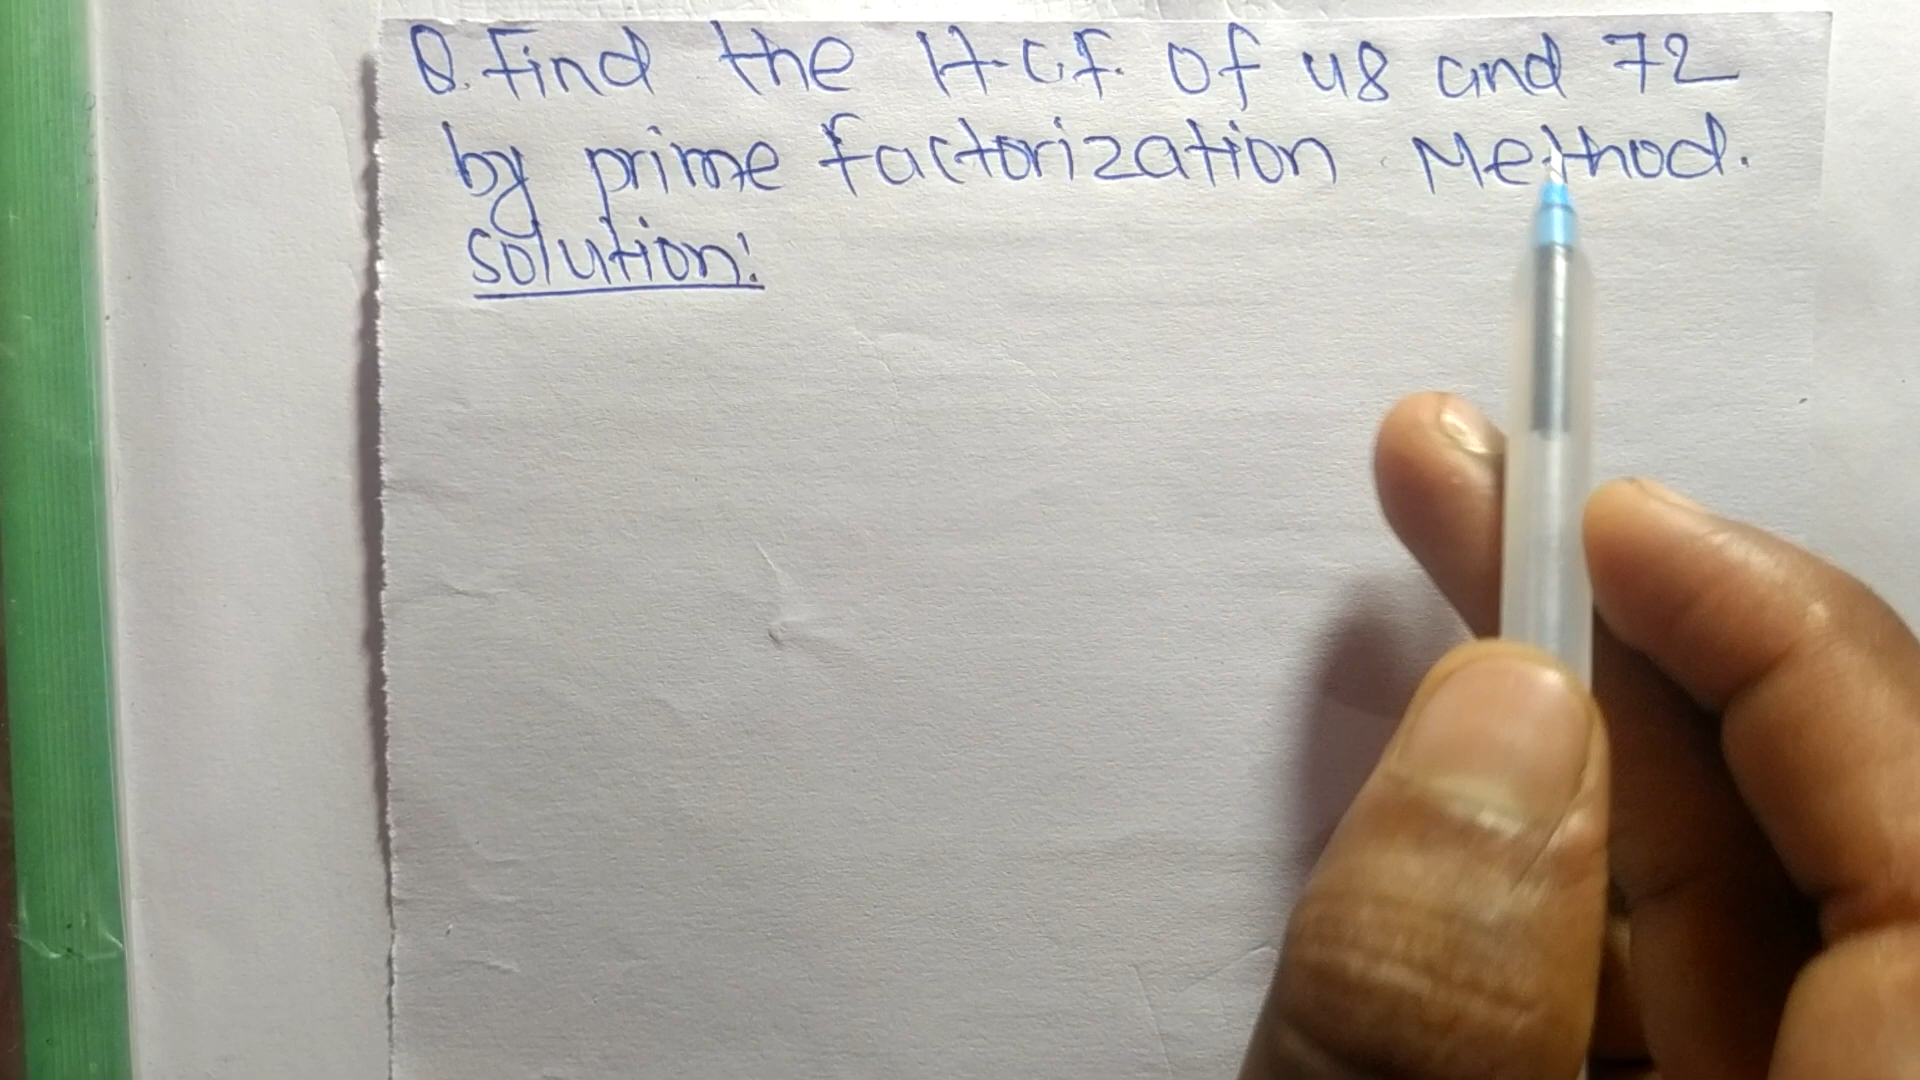 Q. Find the H.C.F. Of 48 and 72
by prime factorization Method.
Solution: